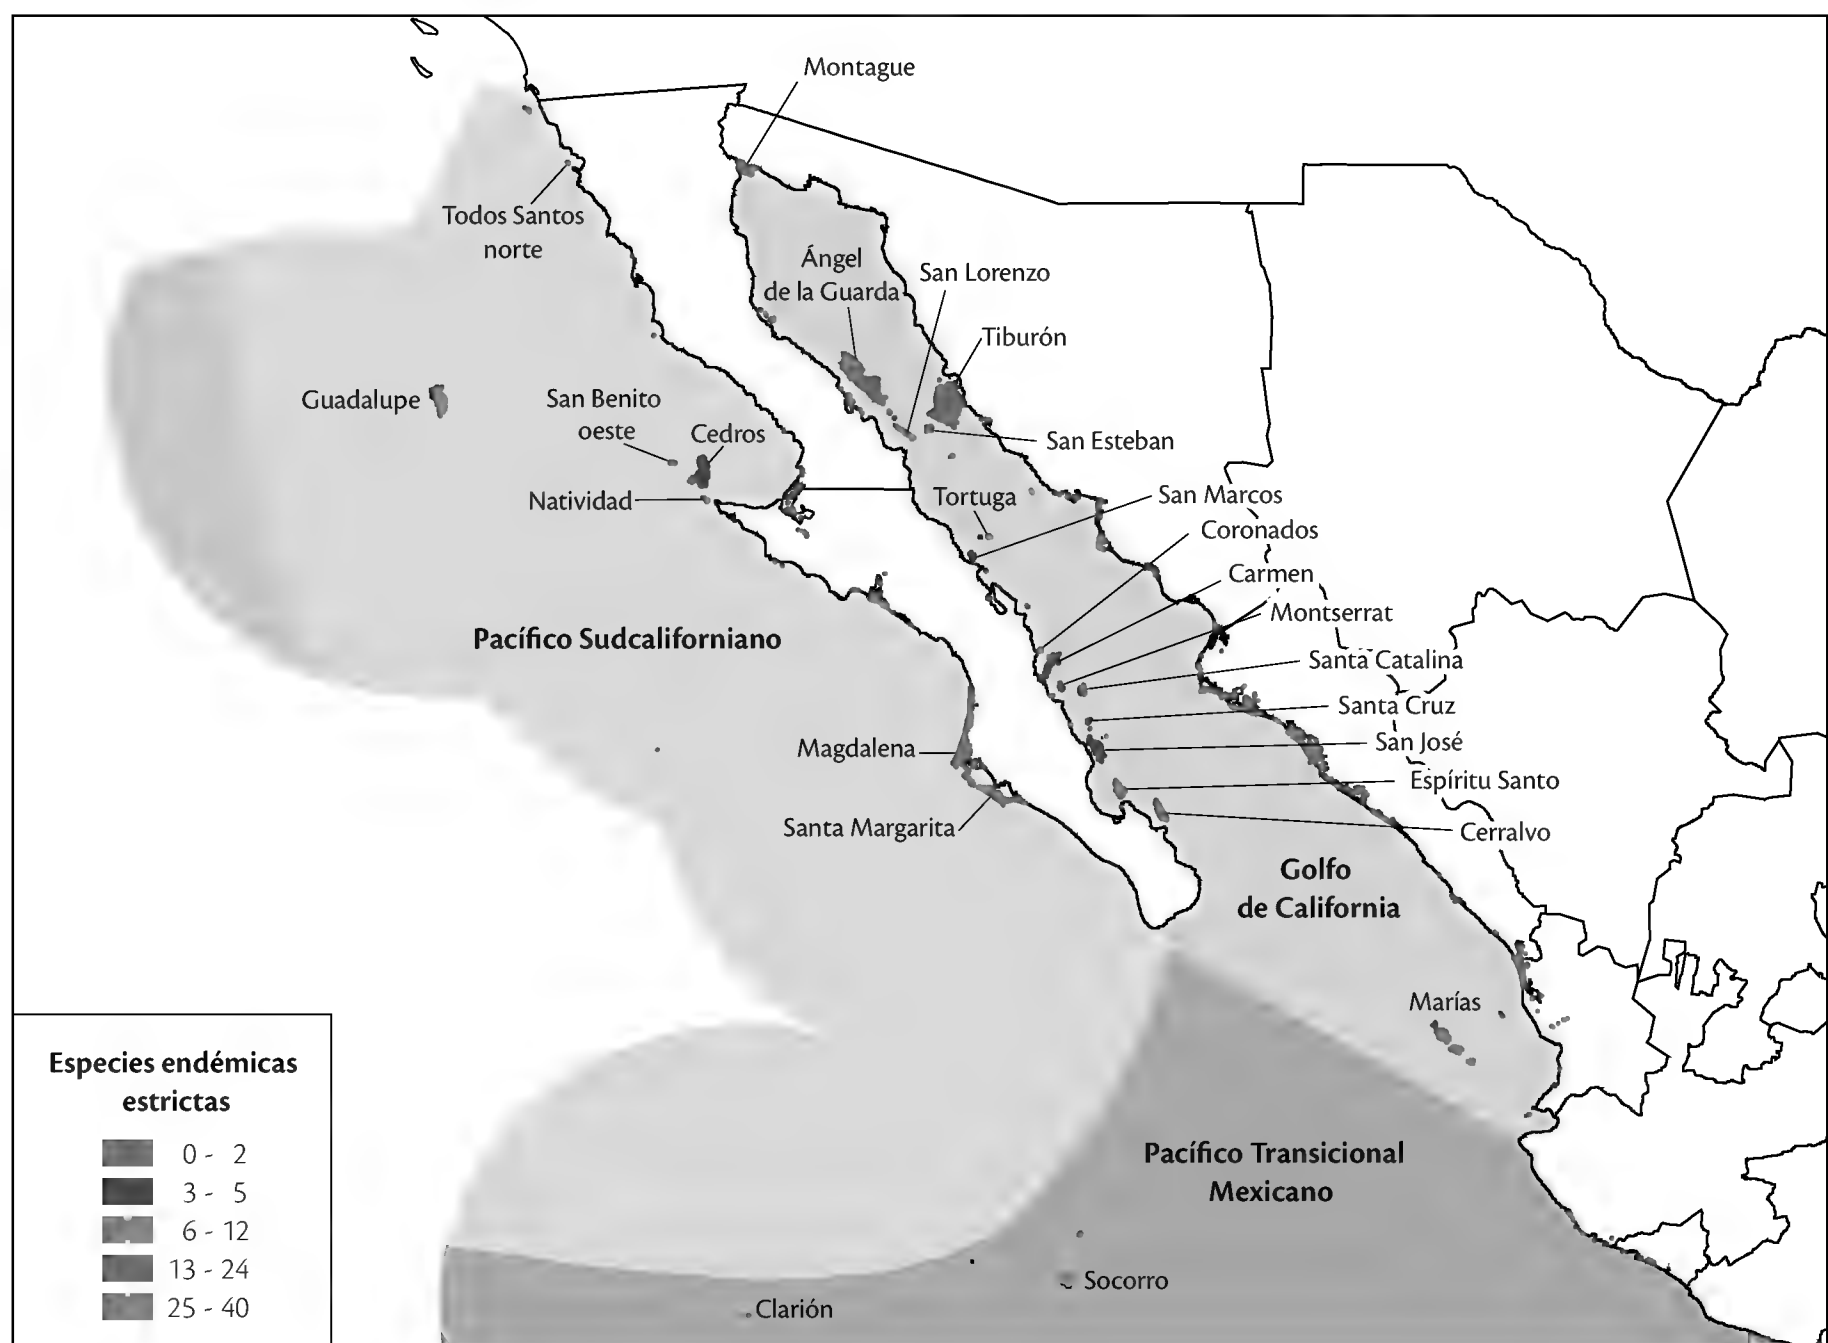 Montague
Todos Santos
norte
Ángel
de la Guarda
San Lorenzo
Tiburón
Guadalupe
San Benito
oeste
Cedros
San Esteban
Natividad
Tortuga
San Marcos
Coronados
Carmen
Montserrat
Pacífico Sudcaliforniano
Santa Catalina
Santa Cruz
San José
Magdalena
Espíritu Santo
Santa Margarita
Cerralvo
Golfo
de California
Marías
Especies endémicas
estrictas
0 - 2
3 - 5
6 - 12
13 - 24
25 - 40
Pacífico Transicional
Mexicano
Socorro
Clarión